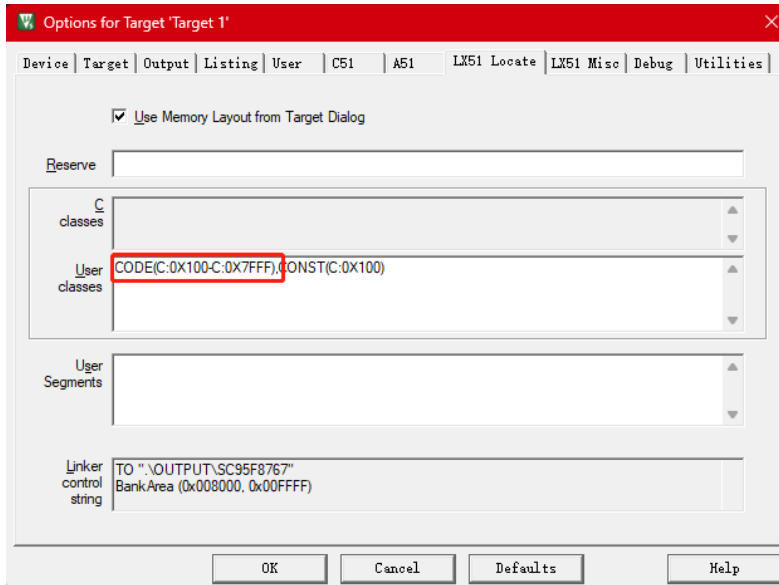 Options for Target 'Target 1'
Device Target Output Listing User C51 A51 LX51 Locate LX51 Misc Debug Utilities
Use Memory Layout from Target Dialog
Reserve
C classes
User classes
CODE(C:0X100-C:0X7FFF),CONST(C:0X100)
User Segments
Linker control string
TO ".\OUTPUT\SC95F8767"
BankArea (0x008000, 0x00FFFF)
OK Cancel Defaults Help